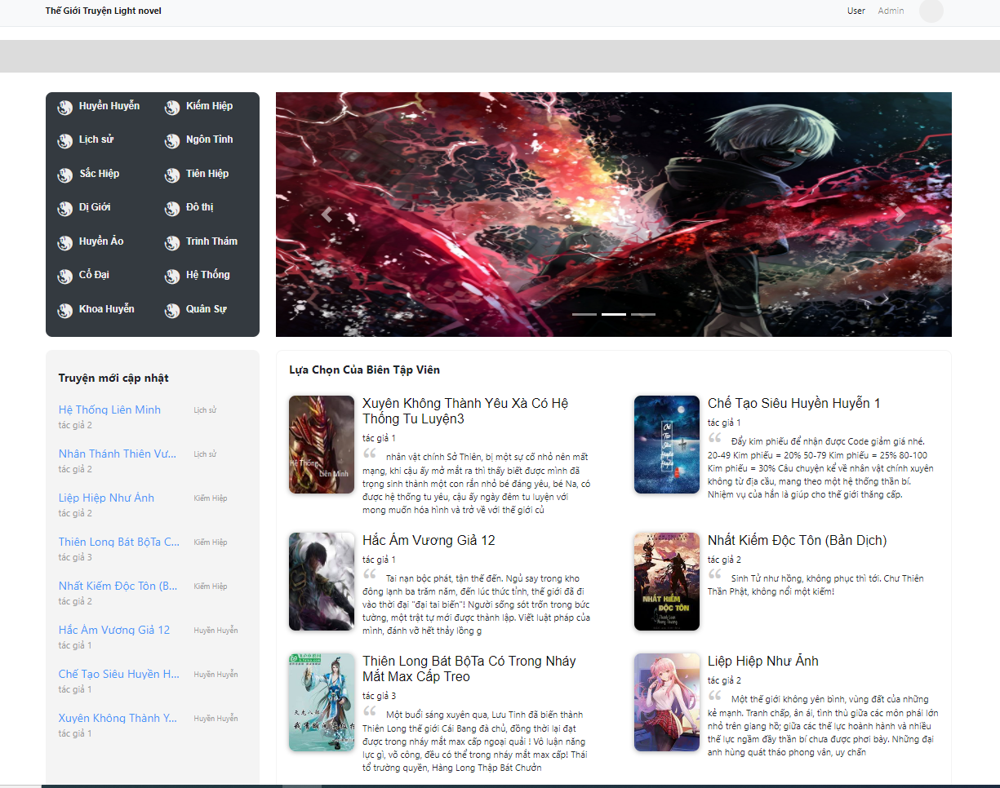 Thế Giới Truyện Light novel
User Admin
Huyền Huyễn Kiếm Hiệp
Lịch sử Ngôn Tình
Sắc Hiệp Tiên Hiệp
Dị Giới Đô thị
Huyền Ảo Trinh Thám
Cổ Đại Hệ Thống
Khoa Huyễn Quân Sự
Truyện mới cập nhật
Hệ Thống Liên Minh Lịch sử
tác giả 2
Nhân Thánh Thiên Vư... Lịch sử
tác giả 2
Liệp Hiệp Như Ảnh Kiếm Hiệp
tác giả 2
Thiên Long Bát BộTa C... Kiếm Hiệp
tác giả 3
Nhất Kiếm Độc Tôn (B... Kiếm Hiệp
tác giả 2
Hắc Ám Vương Giả 12 Huyền Huyễn
tác giả 1
Chế Tạo Siêu Huyền H... Huyền Huyễn
tác giả 1
Xuyên Không Thành Y... Huyền Huyễn
tác giả 1
Lựa Chọn Của Biên Tập Viên
Hệ Thống
Liên Minh
Xuyên Không Thành Yêu Xà Có Hệ
Thống Tu Luyện3
tác giả 1
“ nhân vật chính Sở Thiên, bị một sự cố nhỏ nên mất
mạng, khi cậu ấy mở mắt ra thì thấy biết được mình đã
trọng sinh thành một con rắn nhỏ bé đáng yêu, bé Na, có
được hệ thống tu yêu, cậu ấy ngày đêm tu luyện với
mong muốn hóa hình và trở về với thế giới củ
Chế
Tạo
Siêu
Huyền
Huyễn
Chế Tạo Siêu Huyền Huyễn 1
tác giả 1
“ Đẩy kim phiếu để nhận được Code giảm giá nhé.
20-49 Kim phiếu = 20% 50-79 Kim phiếu = 25% 80-100
Kim phiếu = 30% Câu chuyện kể về nhân vật chính xuyên
không từ địa cầu, mang theo một hệ thống thần bí.
Nhiệm vụ của hắn là giúp cho thế giới thăng cấp.
Hắc Ám Vương Giả 12
tác giả 1
“ Tai nạn bộc phát, tận thế đến. Ngủ say trong kho
đông lạnh ba trăm năm, đến lúc thức tỉnh, thế giới đã đi
vào thời đại "đại tai biến"! Người sống sót trốn trong bức
tường, một trật tự mới được thành lập. Viết luật pháp của
mình, đánh vỡ hết thảy lồng g
NHẤT KIẾM
ĐỘC TÔN
Nhất Kiếm Độc Tôn (Bản Dịch)
tác giả 2
“ Sinh Tử như hồng, không phục thì tới. Chư Thiên
Thần Phật, không nổi một kiếm!
天龙八部
Thiên Long Bát BộTa Có Trong Nháy
Mắt Max Cấp Treo
tác giả 3
“ Một buổi sáng xuyên qua, Lưu Tinh đã biến thành
Thiên Long thế giới Cái Bang đà chủ, đồng thời lại đạt
được trong nháy mắt max cấp ngoại quải ! Vô luận năng
lực gì, võ công, đều có thể trong nháy mắt max cấp! Thái
tổ trường quyền, Hàng Long Thập Bát Chưởn
Liệp Hiệp Như Ảnh
tác giả 2
“ Một thế giới không yên bình, vùng đất của những
kẻ mạnh. Tranh chấp, ân ái, tình thù giữa các môn phái lớn
nhỏ trên giang hồ; giữa các thế lực hoành hành và nhiều
thế lực ngầm đầy thần bí chưa được phơi bày. Những đại
anh hùng quát tháo phong vân, uy chấn